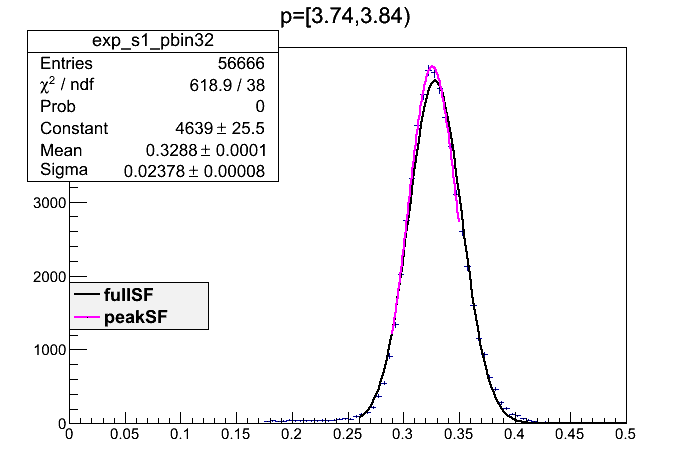 p=[3.74,3.84)
exp_s1_pbin32
Entries 56666
χ² / ndf 618.9 / 38
Prob 0
Constant 4639 ± 25.5
Mean 0.3288 ± 0.0001
Sigma 0.02378 ± 0.00008
3000
2000
fullSF
peakSF
1000
0
0 0.05 0.1 0.15 0.2 0.25 0.3 0.35 0.4 0.45 0.5